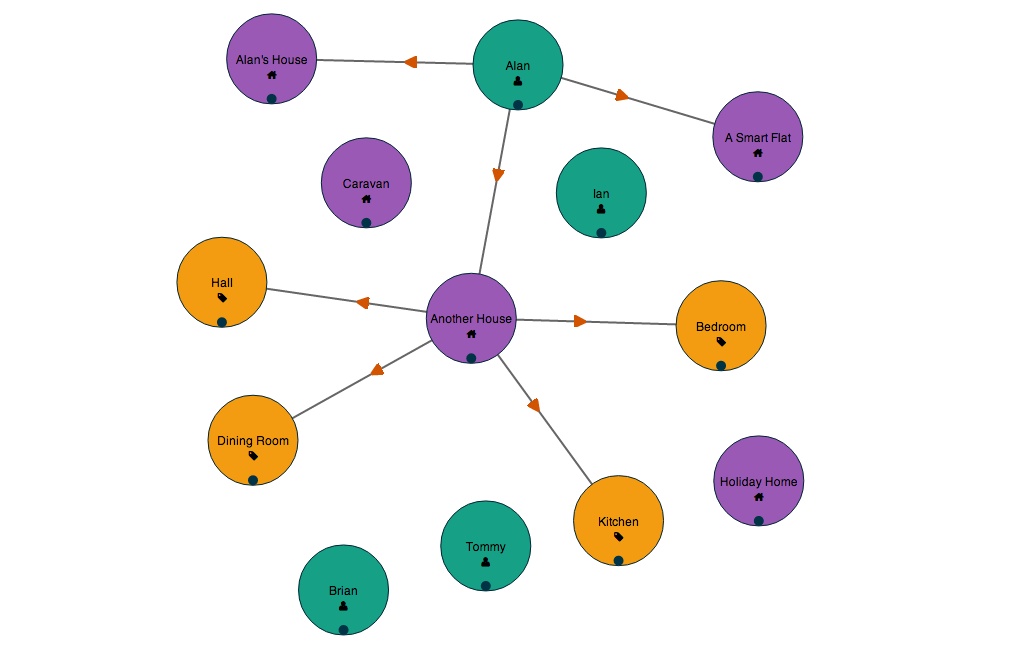 Alan's House
Alan
A Smart Flat
Caravan
Ian
Hall
Another House
Bedroom
Dining Room
Holiday Home
Kitchen
Tommy
Brian